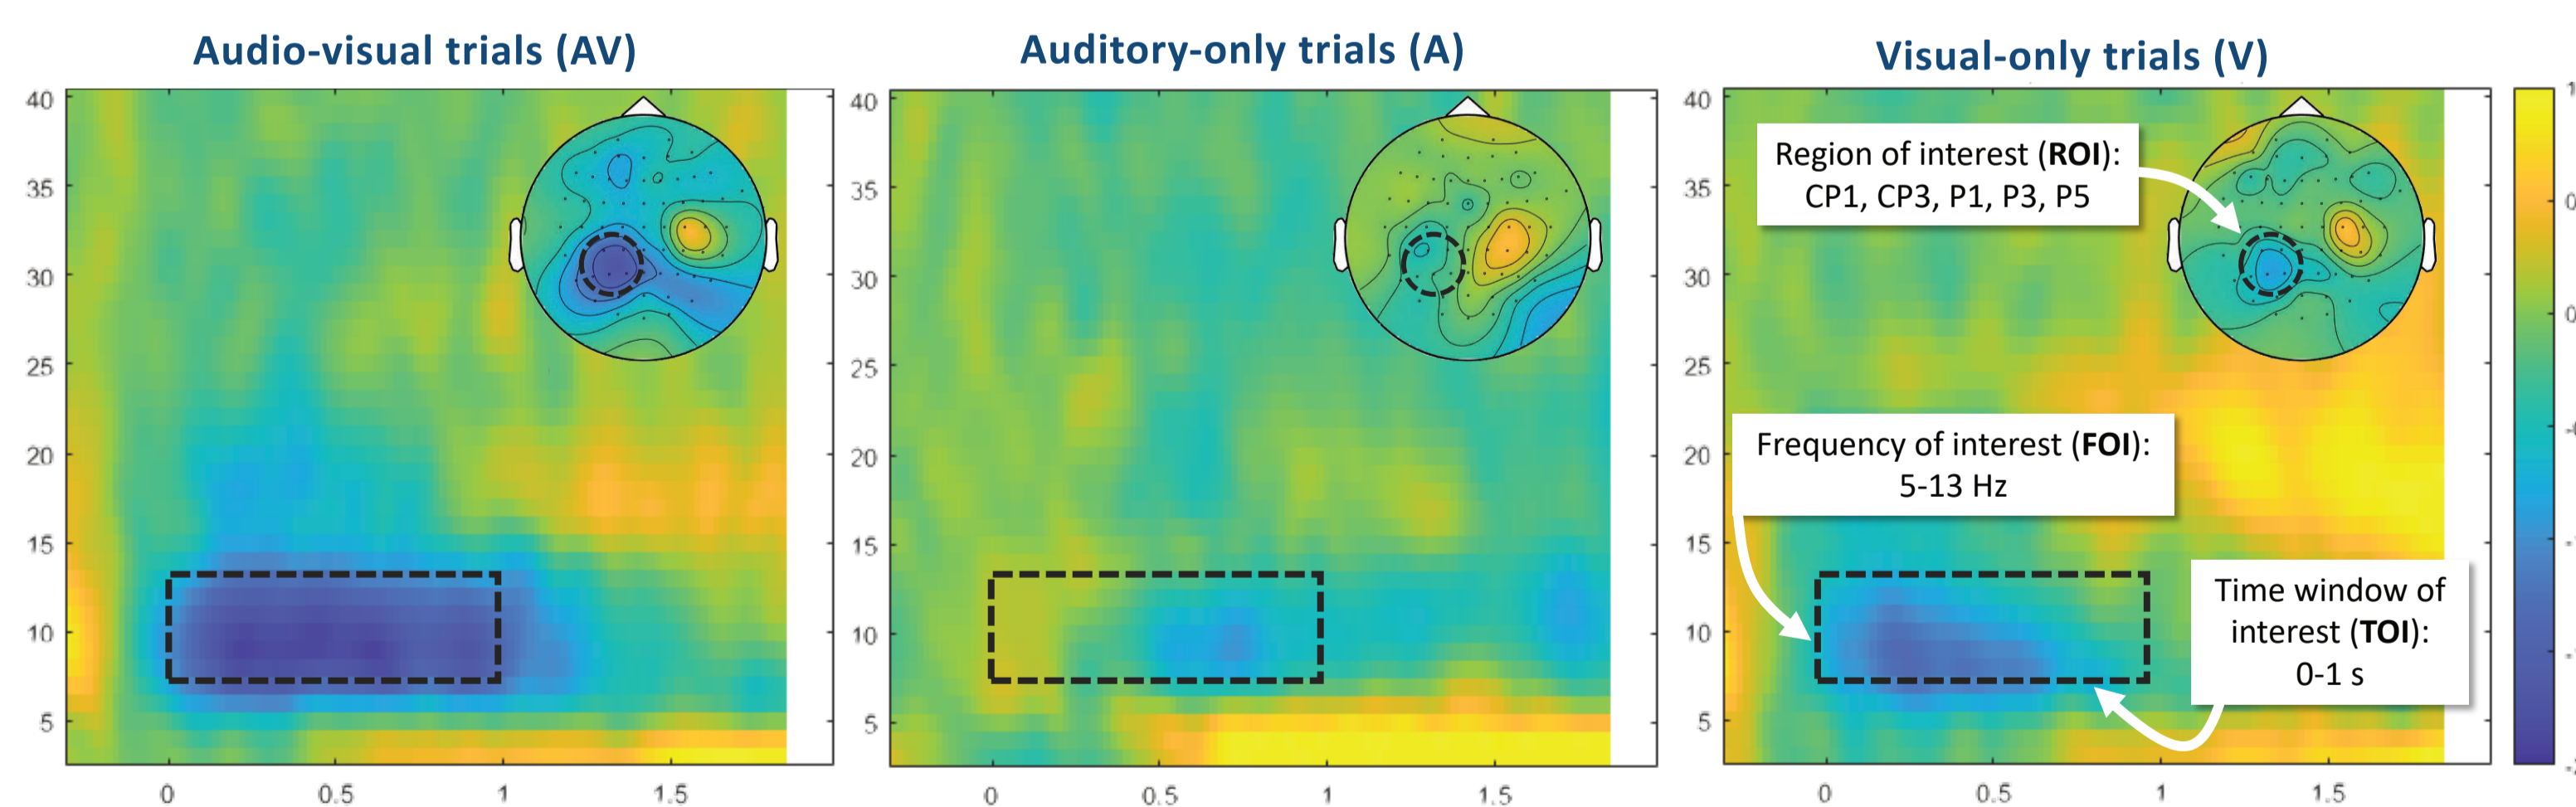 Audio-visual trials (AV)
40
35
30
25
20
15
10
5
0 0.5 1 1.5
Auditory-only trials (A)
40
35
30
25
20
15
10
5
0 0.5 1 1.5
Visual-only trials (V)
40
35
30
25
20
15
10
5
0 0.5 1 1.5
Region of interest (ROI):
CP1, CP3, P1, P3, P5
Frequency of interest (FOI):
5-13 Hz
Time window of
interest (TOI):
0-1 s